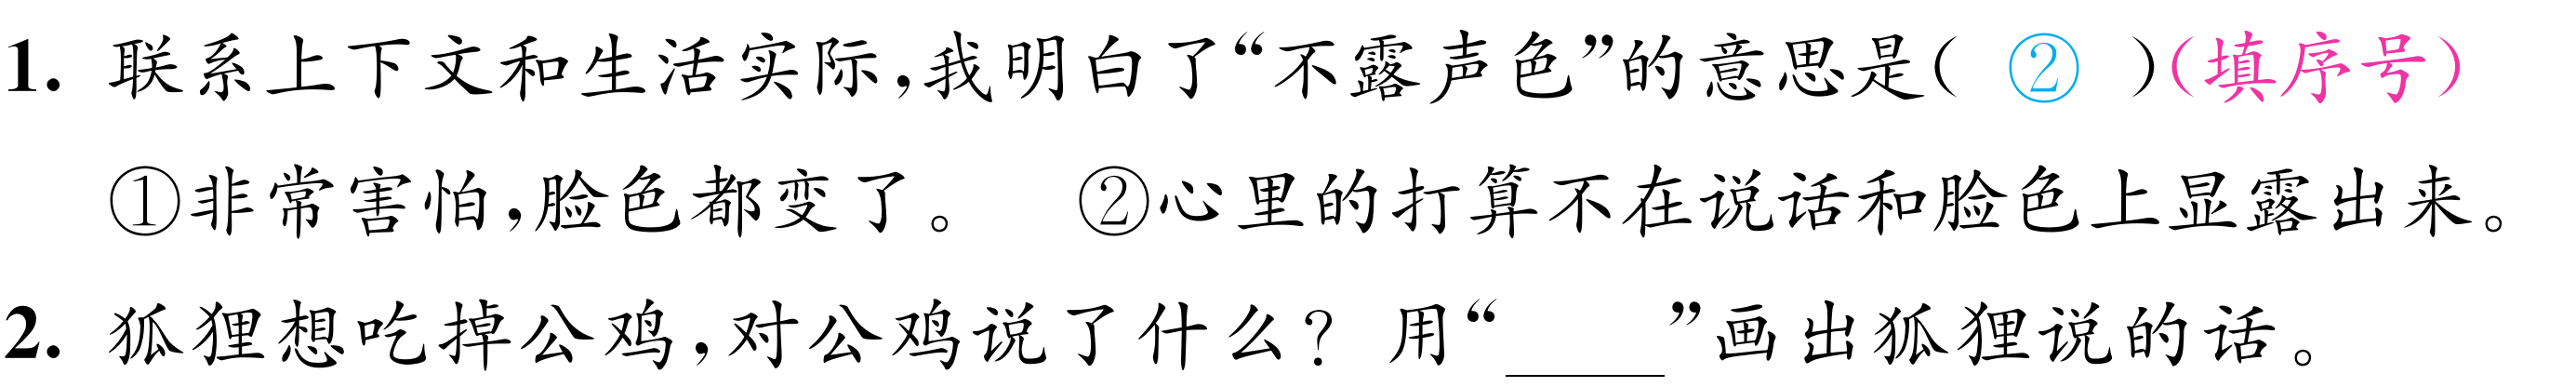 1. 联系上下文和生活实际,我明白了“不露声色”的意思是( ② )(填序号)
①非常害怕,脸色都变了。 ②心里的打算不在说话和脸色上显露出来。
2. 狐狸想吃掉公鸡,对公鸡说了什么? 用“____”画出狐狸说的话。